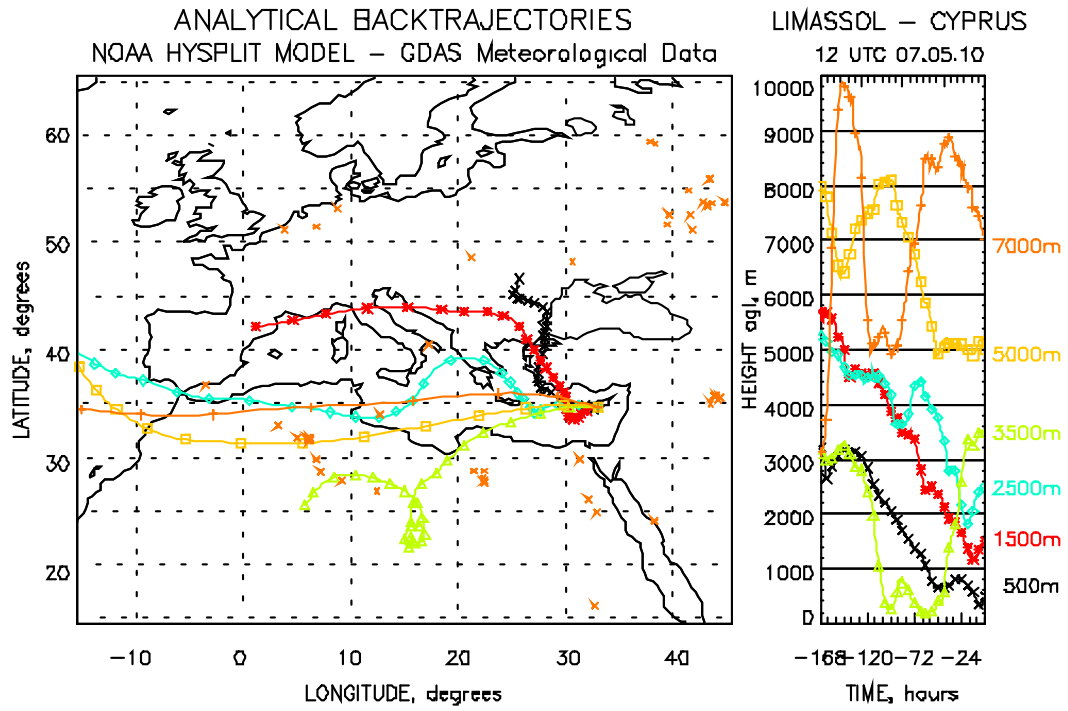 ANALYTICAL BACKTRAJECTORIES
NOAA HYSPLIT MODEL – GDAS Meteorological Data
LIMASSOL – CYPRUS
12 UTC 07.05.10
LATITUDE, degrees
60
50
40
30
20
-10
0
10
20
30
40
LONGITUDE, degrees
HEIGHT agl, m
10000
9000
8000
7000
6000
5000
4000
3000
2000
1000
0
7000m
5000m
3500m
2500m
1500m
500m
-168 -120 -72 -24
TIME, hours